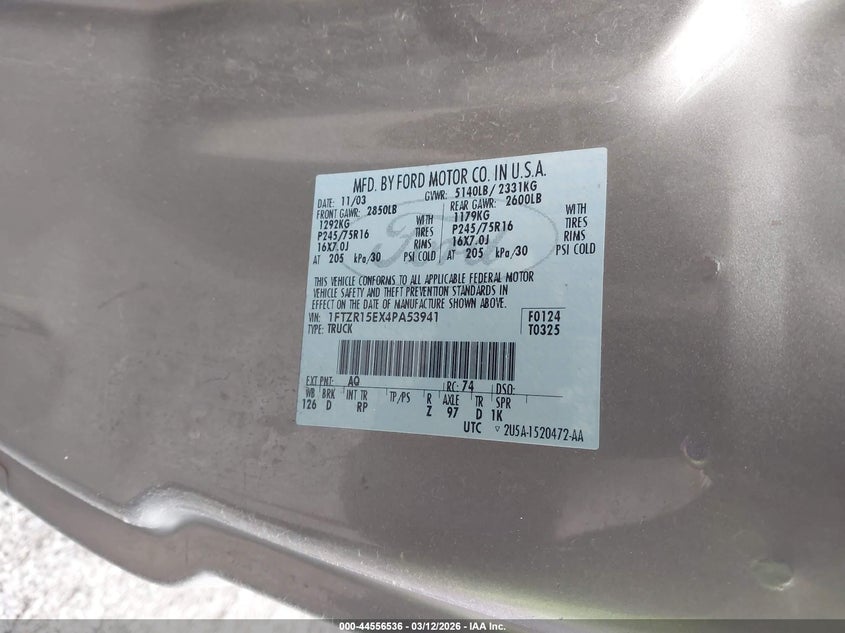 MFD. BY FORD MOTOR CO. IN U.S.A.
DATE: 11/03 GVWR: 5140LB/ 2331KG
FRONT GAWR: 2850LB REAR GAWR: 2600LB
1292KG WITH 1179KG WITH
P245/75R16 TIRES P245/75R16 TIRES
16X7.0J RIMS 16X7.0J RIMS
AT 205 kPa/30 PSI COLD AT 205 kPa/30 PSI COLD
Ford
THIS VEHICLE CONFORMS TO ALL APPLICABLE FEDERAL MOTOR
VEHICLE SAFETY AND THEFT PREVENTION STANDARDS IN
EFFECT ON THE DATE OF MANUFACTURE SHOWN ABOVE.
VIN: 1FTZR15EX4PA53941 F0124
TYPE: TRUCK T0325
EXT PNT: AQ RC: 74 DSO:
WB BRK INT TR TP/PS R AXLE TR SPR
126 D RP Z 97 D 1K
UTC ▽ 2U5A-1520472-AA
000-44556536 - 03/12/2026 - IAA Inc.